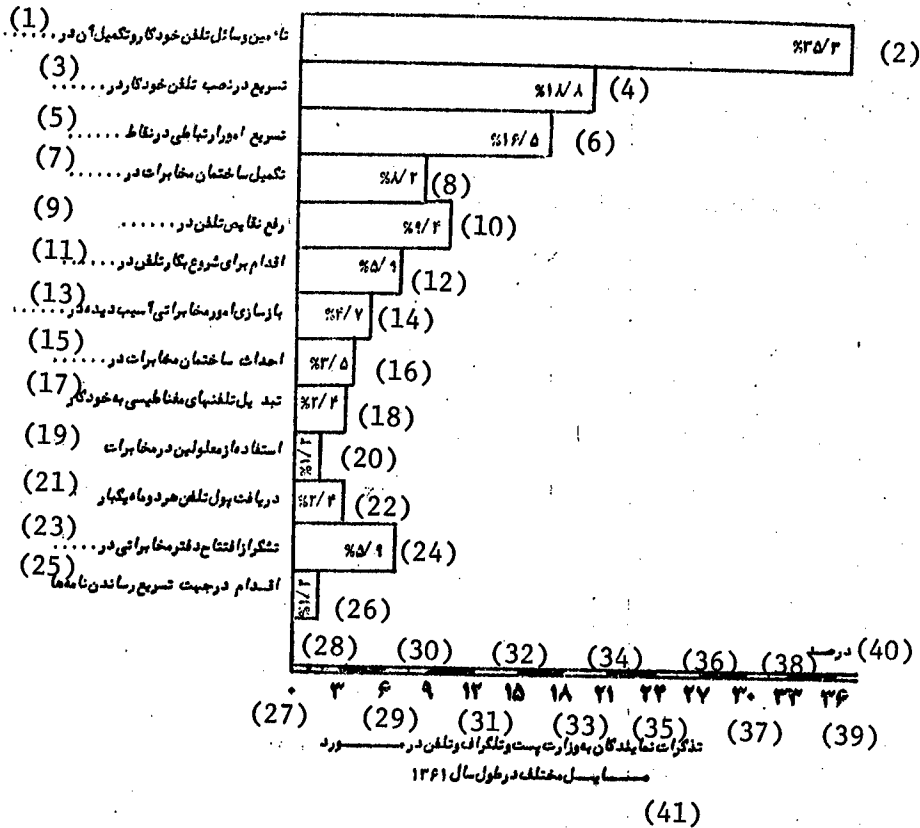 (1) تا٬ مین وسائل تلفن خودکار و تکمیل آن در ......
%۳۵/۳ (2)
(3) تسریع در نصب تلفن خودکار در ......
%۱۸/۸ (4)
(5) تسریع امور ارتباطی در نقاط ......
%۱۶/۵ (6)
(7) تکمیل ساختمان مخابرات در ......
%۸/۲ (8)
(9) رفع نقایص تلفن در ......
%۹/۴ (10)
(11) اقدام برای شروع بکار تلفن در ......
%۵/۹ (12)
(13) بازسازی امور مخابراتی آسیب دیده در ......
%۴/۷ (14)
(15) احداث ساختمان مخابرات در ......
%۳/۵ (16)
(17) تبدیل تلفنهای مغناطیسی به خودکار
%۲/۴ (18)
(19) استفاده از معلولین در مخابرات
%۱/۲ (20)
(21) دریافت پول تلفن هر دو ماه یکبار
%۲/۴ (22)
(23) تشکر از افتتاح دفتر مخابراتی در .....
%۵/۹ (24)
(25) اقدام در جهت تسریع رساندن نامه‌ها
%۱/۲ (26)
(28) (30) (32) (34) (36) (38) درصد (40)
۰ ۳ ۶ ۹ ۱۲ ۱۵ ۱۸ ۲۱ ۲۴ ۲۷ ۳۰ ۳۳ ۳۶
(27) (29) (31) (33) (35) (37) (39)
تذکرات نمایندگان به وزارت پست و تلگراف و تلفن در مورد
مسایل مختلف در طول سال ۱۳۶۱
(41)